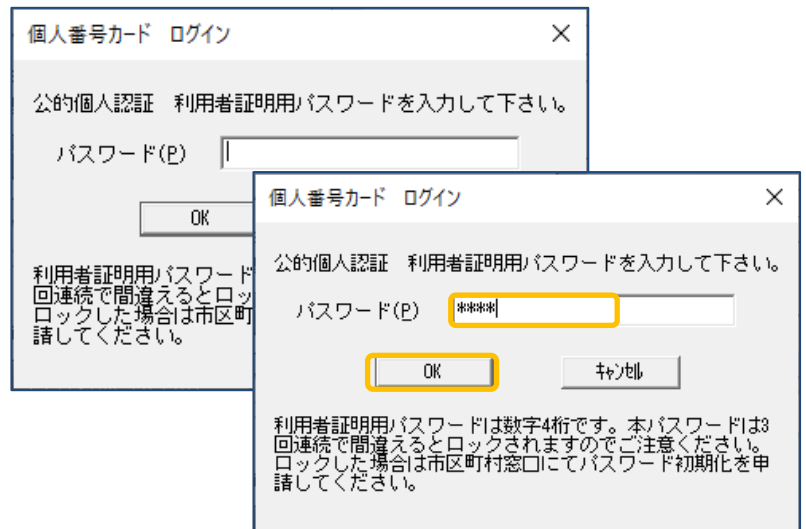 個人番号カード ログイン
公的個人認証 利用者証明用パスワードを入力して下さい。
パスワード(P)
OK
利用者証明用パスワード
回連続で間違えるとロッ
ロックした場合は市区町
請してください。
個人番号カード ログイン
公的個人認証 利用者証明用パスワードを入力して下さい。
パスワード(P) ****
OK キャンセル
利用者証明用パスワードは数字4桁です。本パスワードは3
回連続で間違えるとロックされますのでご注意ください。
ロックした場合は市区町村窓口にてパスワード初期化を申
請してください。